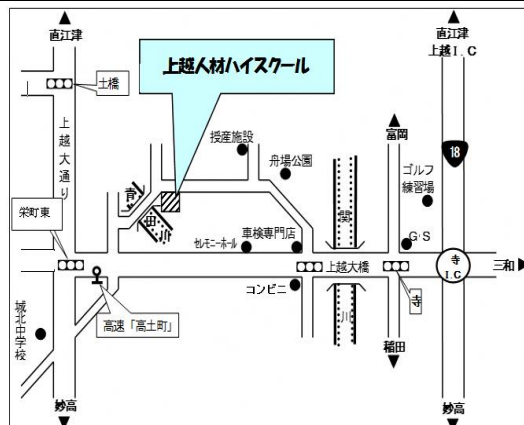 直江津
直江津
上越I.C
上越人材ハイスクール
土橋
授産施設
舟場公園
富岡
18
ゴルフ
練習場
上越大通り
青
田
川
関
川
栄町東
セレモニーホール
車検専門店
G・S
上越大橋
寺
I.C
三和
コンビニ
寺
高速「高土町」
城北中学校
稲田
妙高
妙高